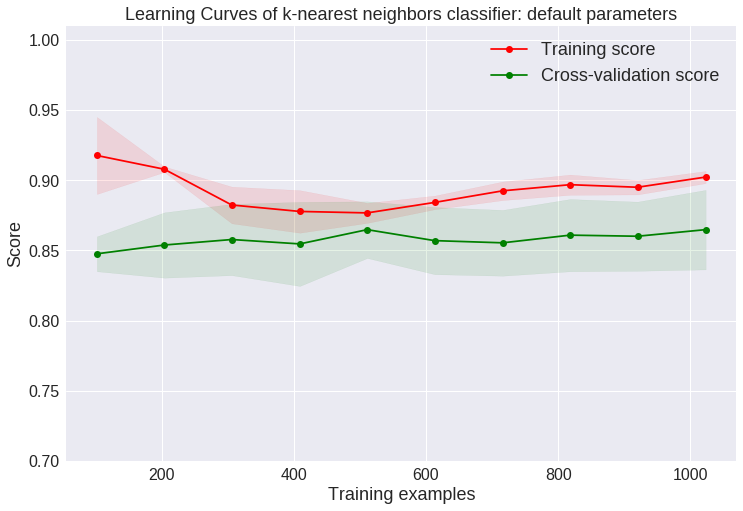 Learning Curves of k-nearest neighbors classifier: default parameters
Training score
Cross-validation score
1.00
0.95
0.90
0.85
0.80
0.75
0.70
Score
200 400 600 800 1000
Training examples